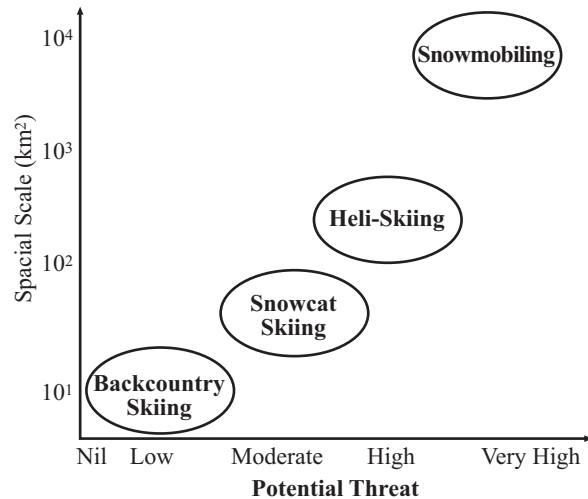 10⁴
Snowmobiling
10³
Spacial Scale (km²)
Heli-Skiing
10²
Snowcat
Skiing
10¹
Backcountry
Skiing
Nil Low Moderate High Very High
Potential Threat